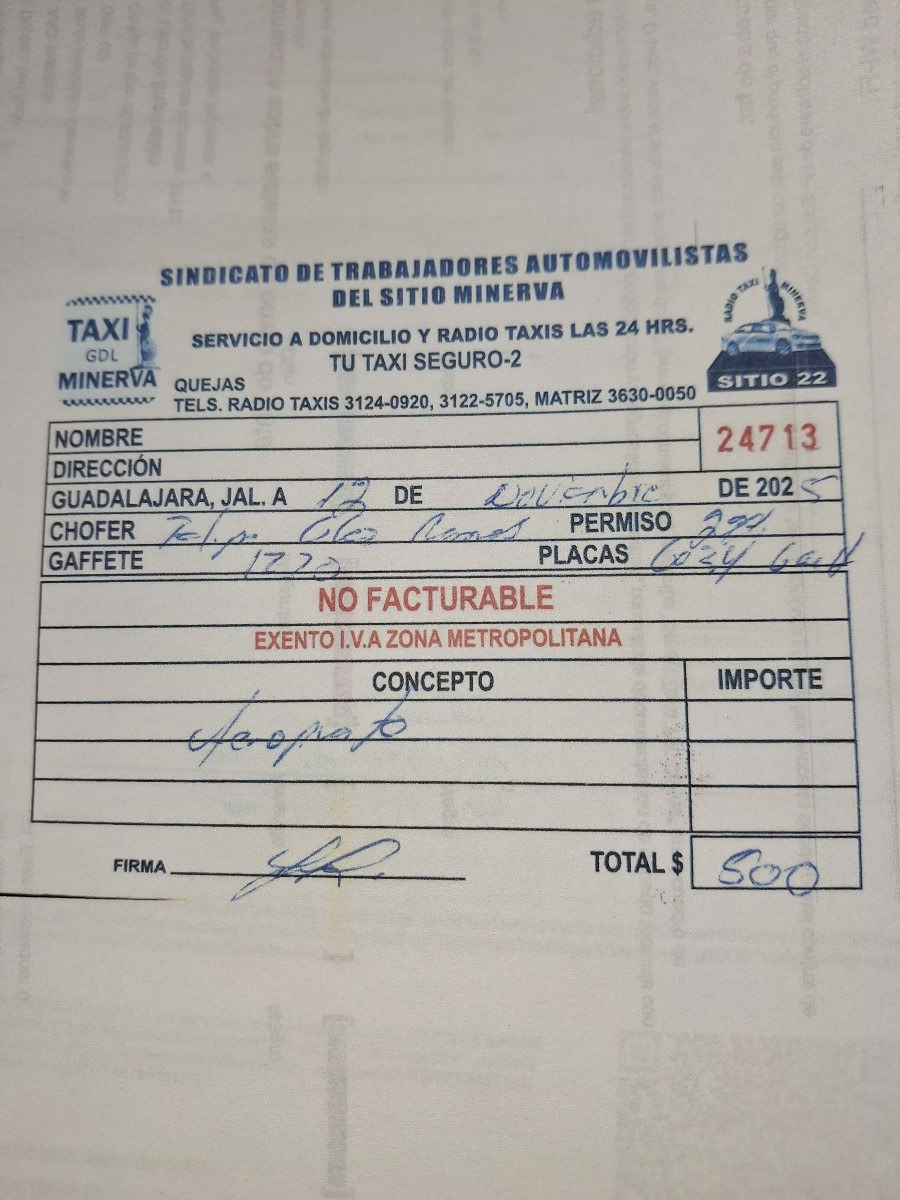 SINDICATO DE TRABAJADORES AUTOMOVILISTAS
DEL SITIO MINERVA
TAXI
GDL
MINERVA
SERVICIO A DOMICILIO Y RADIO TAXIS LAS 24 HRS.
TU TAXI SEGURO-2
QUEJAS
TELS. RADIO TAXIS 3124-0920, 3122-5705, MATRIZ 3630-0050
RADIO TAXI MINERVA
SITIO 22
NOMBRE
24713
DIRECCIÓN
GUADALAJARA, JAL. A 12 DE Noviembre DE 2025
CHOFER Ramos PERMISO
GAFFETE 1770 PLACAS
NO FACTURABLE
EXENTO I.V.A ZONA METROPOLITANA
CONCEPTO IMPORTE
Aeropuerto
FIRMA TOTAL $ 500